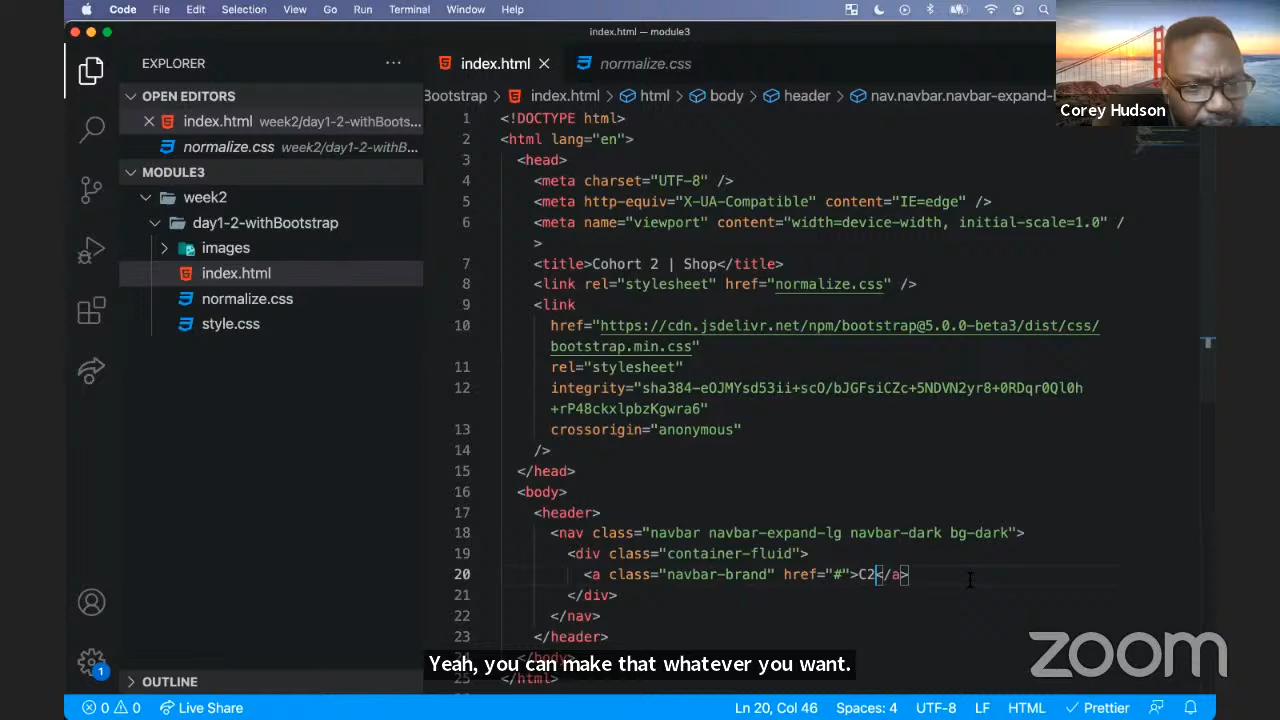 Code File Edit Selection View Go Run Terminal Window Help
index.html — module3
EXPLORER
OPEN EDITORS
index.html week2/day1-2-withBoots...
normalize.css week2/day1-2-withB...
MODULE3
week2
day1-2-withBootstrap
images
index.html
normalize.css
style.css
OUTLINE
1
index.html
normalize.css
Bootstrap > index.html > html > body > header > nav.navbar.navbar-expand-l
1 <!DOCTYPE html>
2 <html lang="en">
3 <head>
4 <meta charset="UTF-8" />
5 <meta http-equiv="X-UA-Compatible" content="IE=edge" />
6 <meta name="viewport" content="width=device-width, initial-scale=1.0" /
>
7 <title>Cohort 2 | Shop</title>
8 <link rel="stylesheet" href="normalize.css" />
9 <link
10 href="https://cdn.jsdelivr.net/npm/bootstrap@5.0.0-beta3/dist/css/
bootstrap.min.css"
11 rel="stylesheet"
12 integrity="sha384-eOJMYsd53ii+scO/bJGFsiCZc+5NDVN2yr8+0RDqr0Ql0h
+rP48ckxlpbzKgwra6"
13 crossorigin="anonymous"
14 />
15 </head>
16 <body>
17 <header>
18 <nav class="navbar navbar-expand-lg navbar-dark bg-dark">
19 <div class="container-fluid">
20 <a class="navbar-brand" href="#">C2</a>
21 </div>
22 </nav>
23 </header>
24 </body>
25 </html>
Corey Hudson
Yeah, you can make that whatever you want.
zoom
0 0 Live Share Ln 20, Col 46 Spaces: 4 UTF-8 LF HTML Prettier